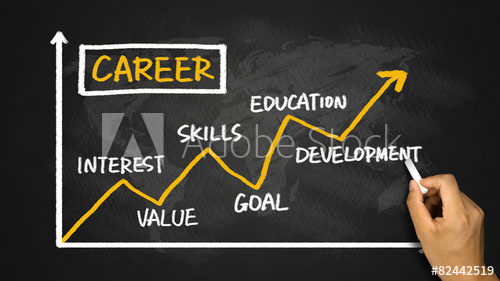 CAREER
EDUCATION
SKILLS
DEVELOPMENT
INTEREST
GOAL
VALUE
Adobe Stock
#82442519